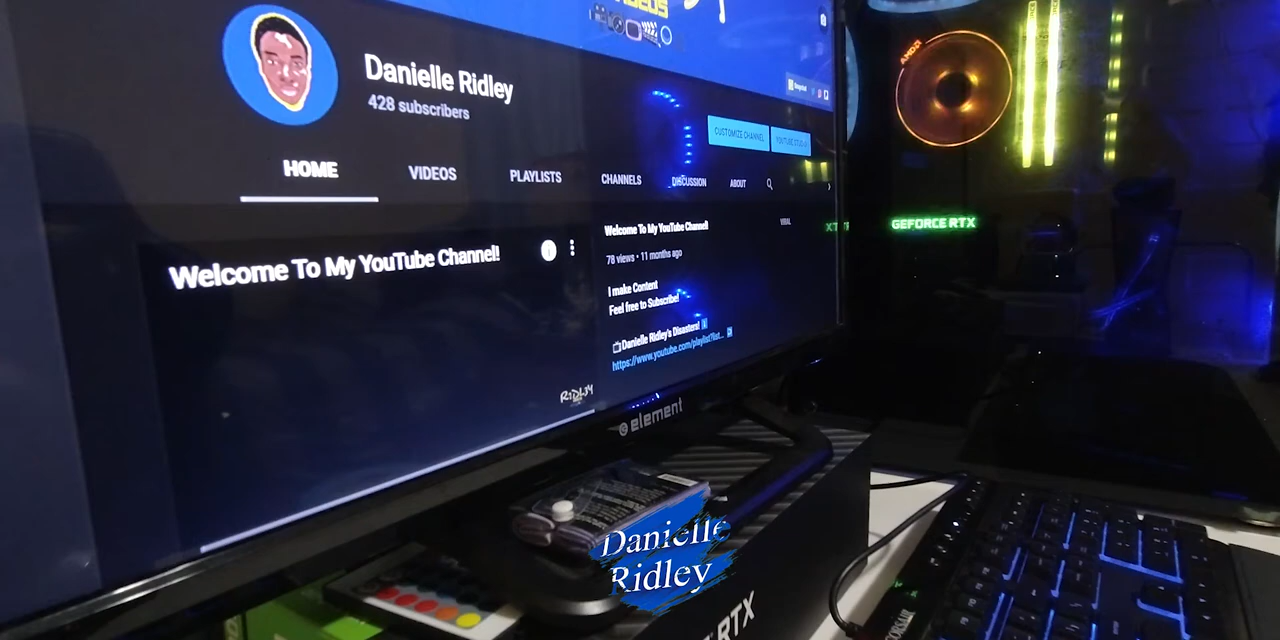 Danielle Ridley
428 subscribers
CUSTOMIZE CHANNEL
YOUTUBE STUDIO
HOME
VIDEOS
PLAYLISTS
CHANNELS
DISCUSSION
ABOUT
Welcome To My YouTube Channel!
Welcome To My YouTube Channel!
78 views • 11 months ago
I make Content
Feel free to Subscribe!
Danielle Ridley's Disasters!
https://www.youtube.com/playlist?list...
element
AMD
GEFORCE RTX
Danielle
Ridley
RTX
CORSAIR